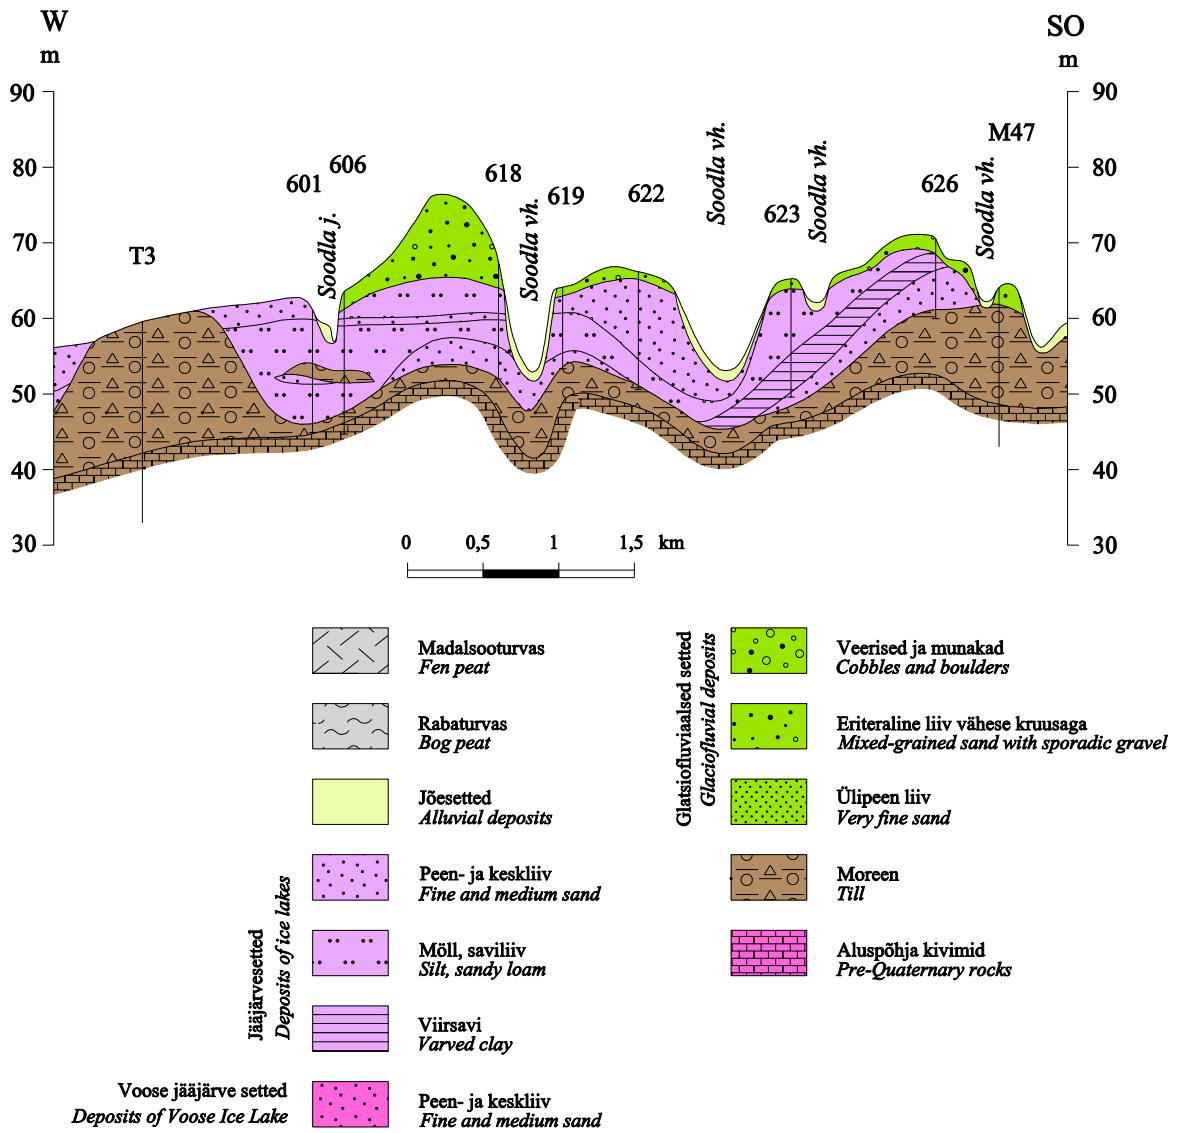 W
SO
m
m
90
90
M47
80
80
606
618
601
626
619
622
623
Soodla j.
Soodla vh.
Soodla vh.
Soodla vh.
Soodla vh.
70
70
T3
60
60
50
50
40
40
30
30
0 0,5 1 1,5 km
Madalsooturvas
Fen peat
Rabaturvas
Bog peat
Jõesetted
Alluvial deposits
Jääjärvesetted
Deposits of ice lakes
Peen- ja keskliiv
Fine and medium sand
Möll, saviliiv
Silt, sandy loam
Viirsavi
Varved clay
Voose jääjärve setted
Deposits of Voose Ice Lake
Peen- ja keskliiv
Fine and medium sand
Glatsiofluviaalsed setted
Glaciofluvial deposits
Veerised ja munakad
Cobbles and boulders
Eriteraline liiv vähese kruusaga
Mixed-grained sand with sporadic gravel
Ülipeen liiv
Very fine sand
Moreen
Till
Aluspõhja kivimid
Pre-Quaternary rocks